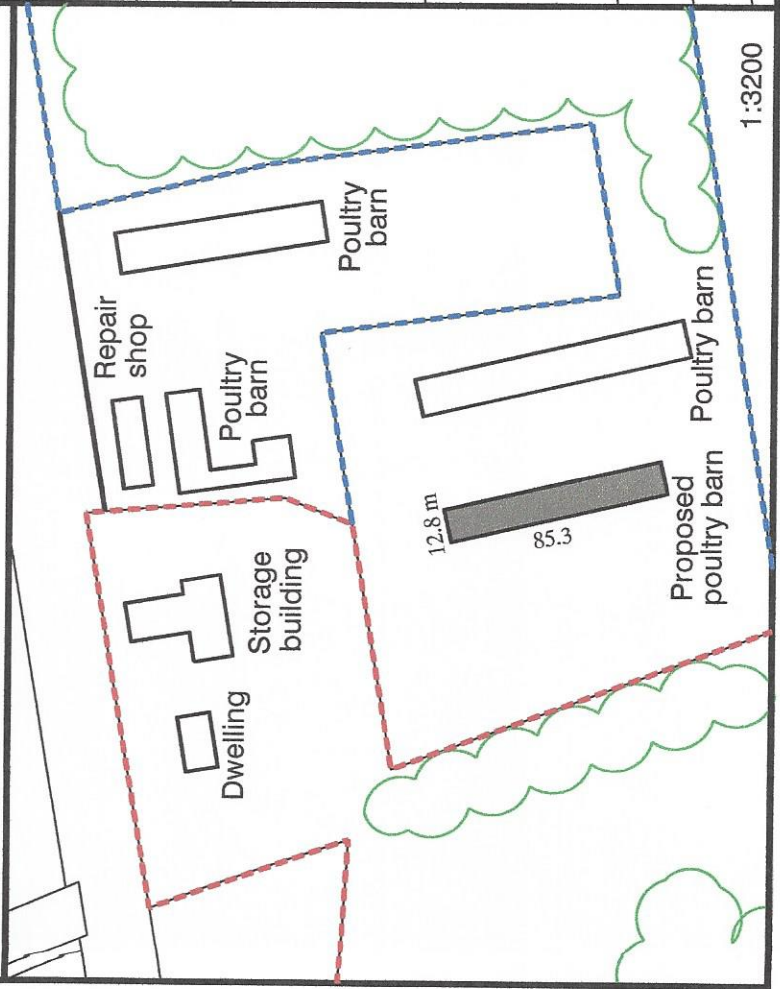 Repair
shop
Poultry
barn
Poultry
barn
Storage
building
Dwelling
12.8 m
85.3
Proposed
poultry barn
Poultry barn
1:3200